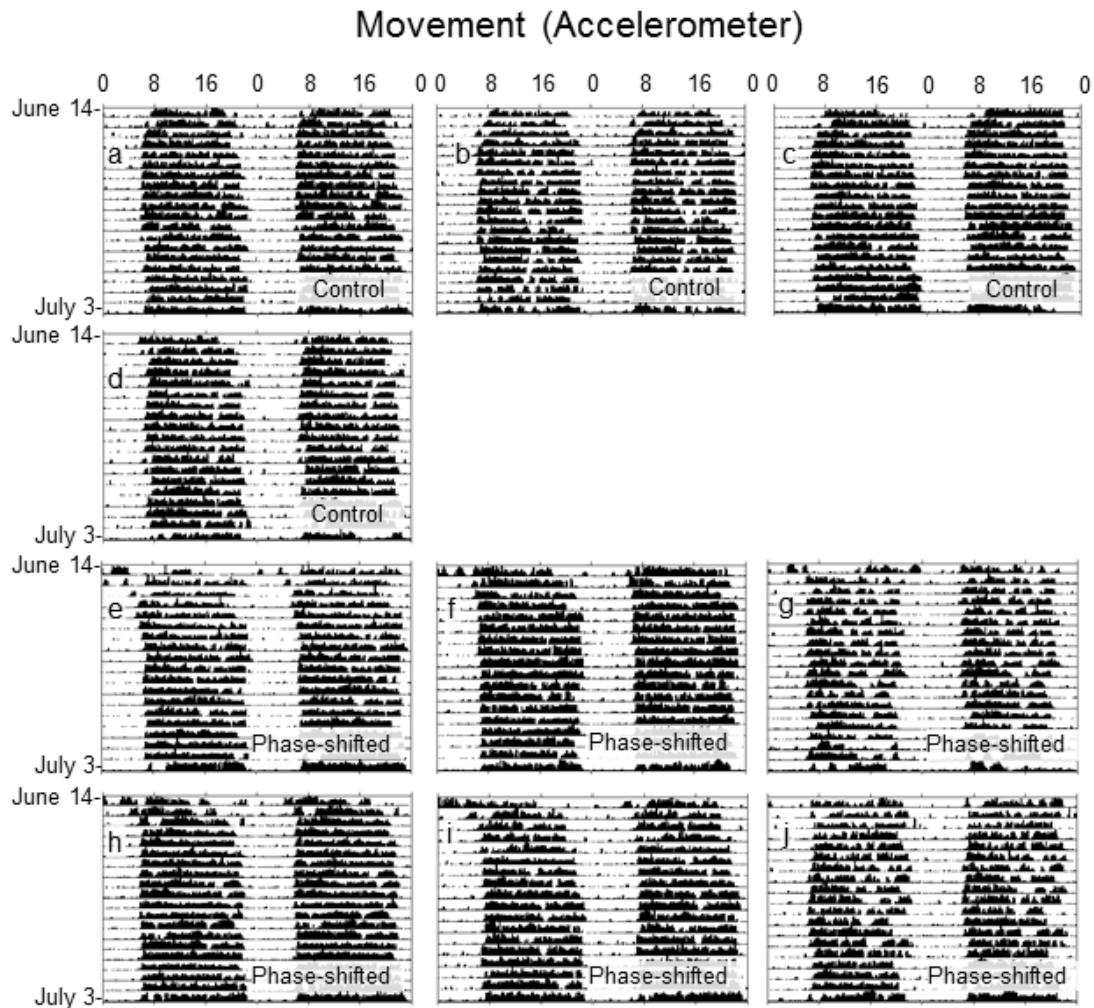 Movement (Accelerometer)
0 8 16 0 8 16 0 0 8 16 0 8 16 0 0 8 16 0 8 16 0
June 14-
a b c
Control Control Control
July 3-
June 14-
d
Control
July 3-
June 14-
e f g
Phase-shifted Phase-shifted Phase-shifted
July 3-
June 14-
h i j
Phase-shifted Phase-shifted Phase-shifted
July 3-